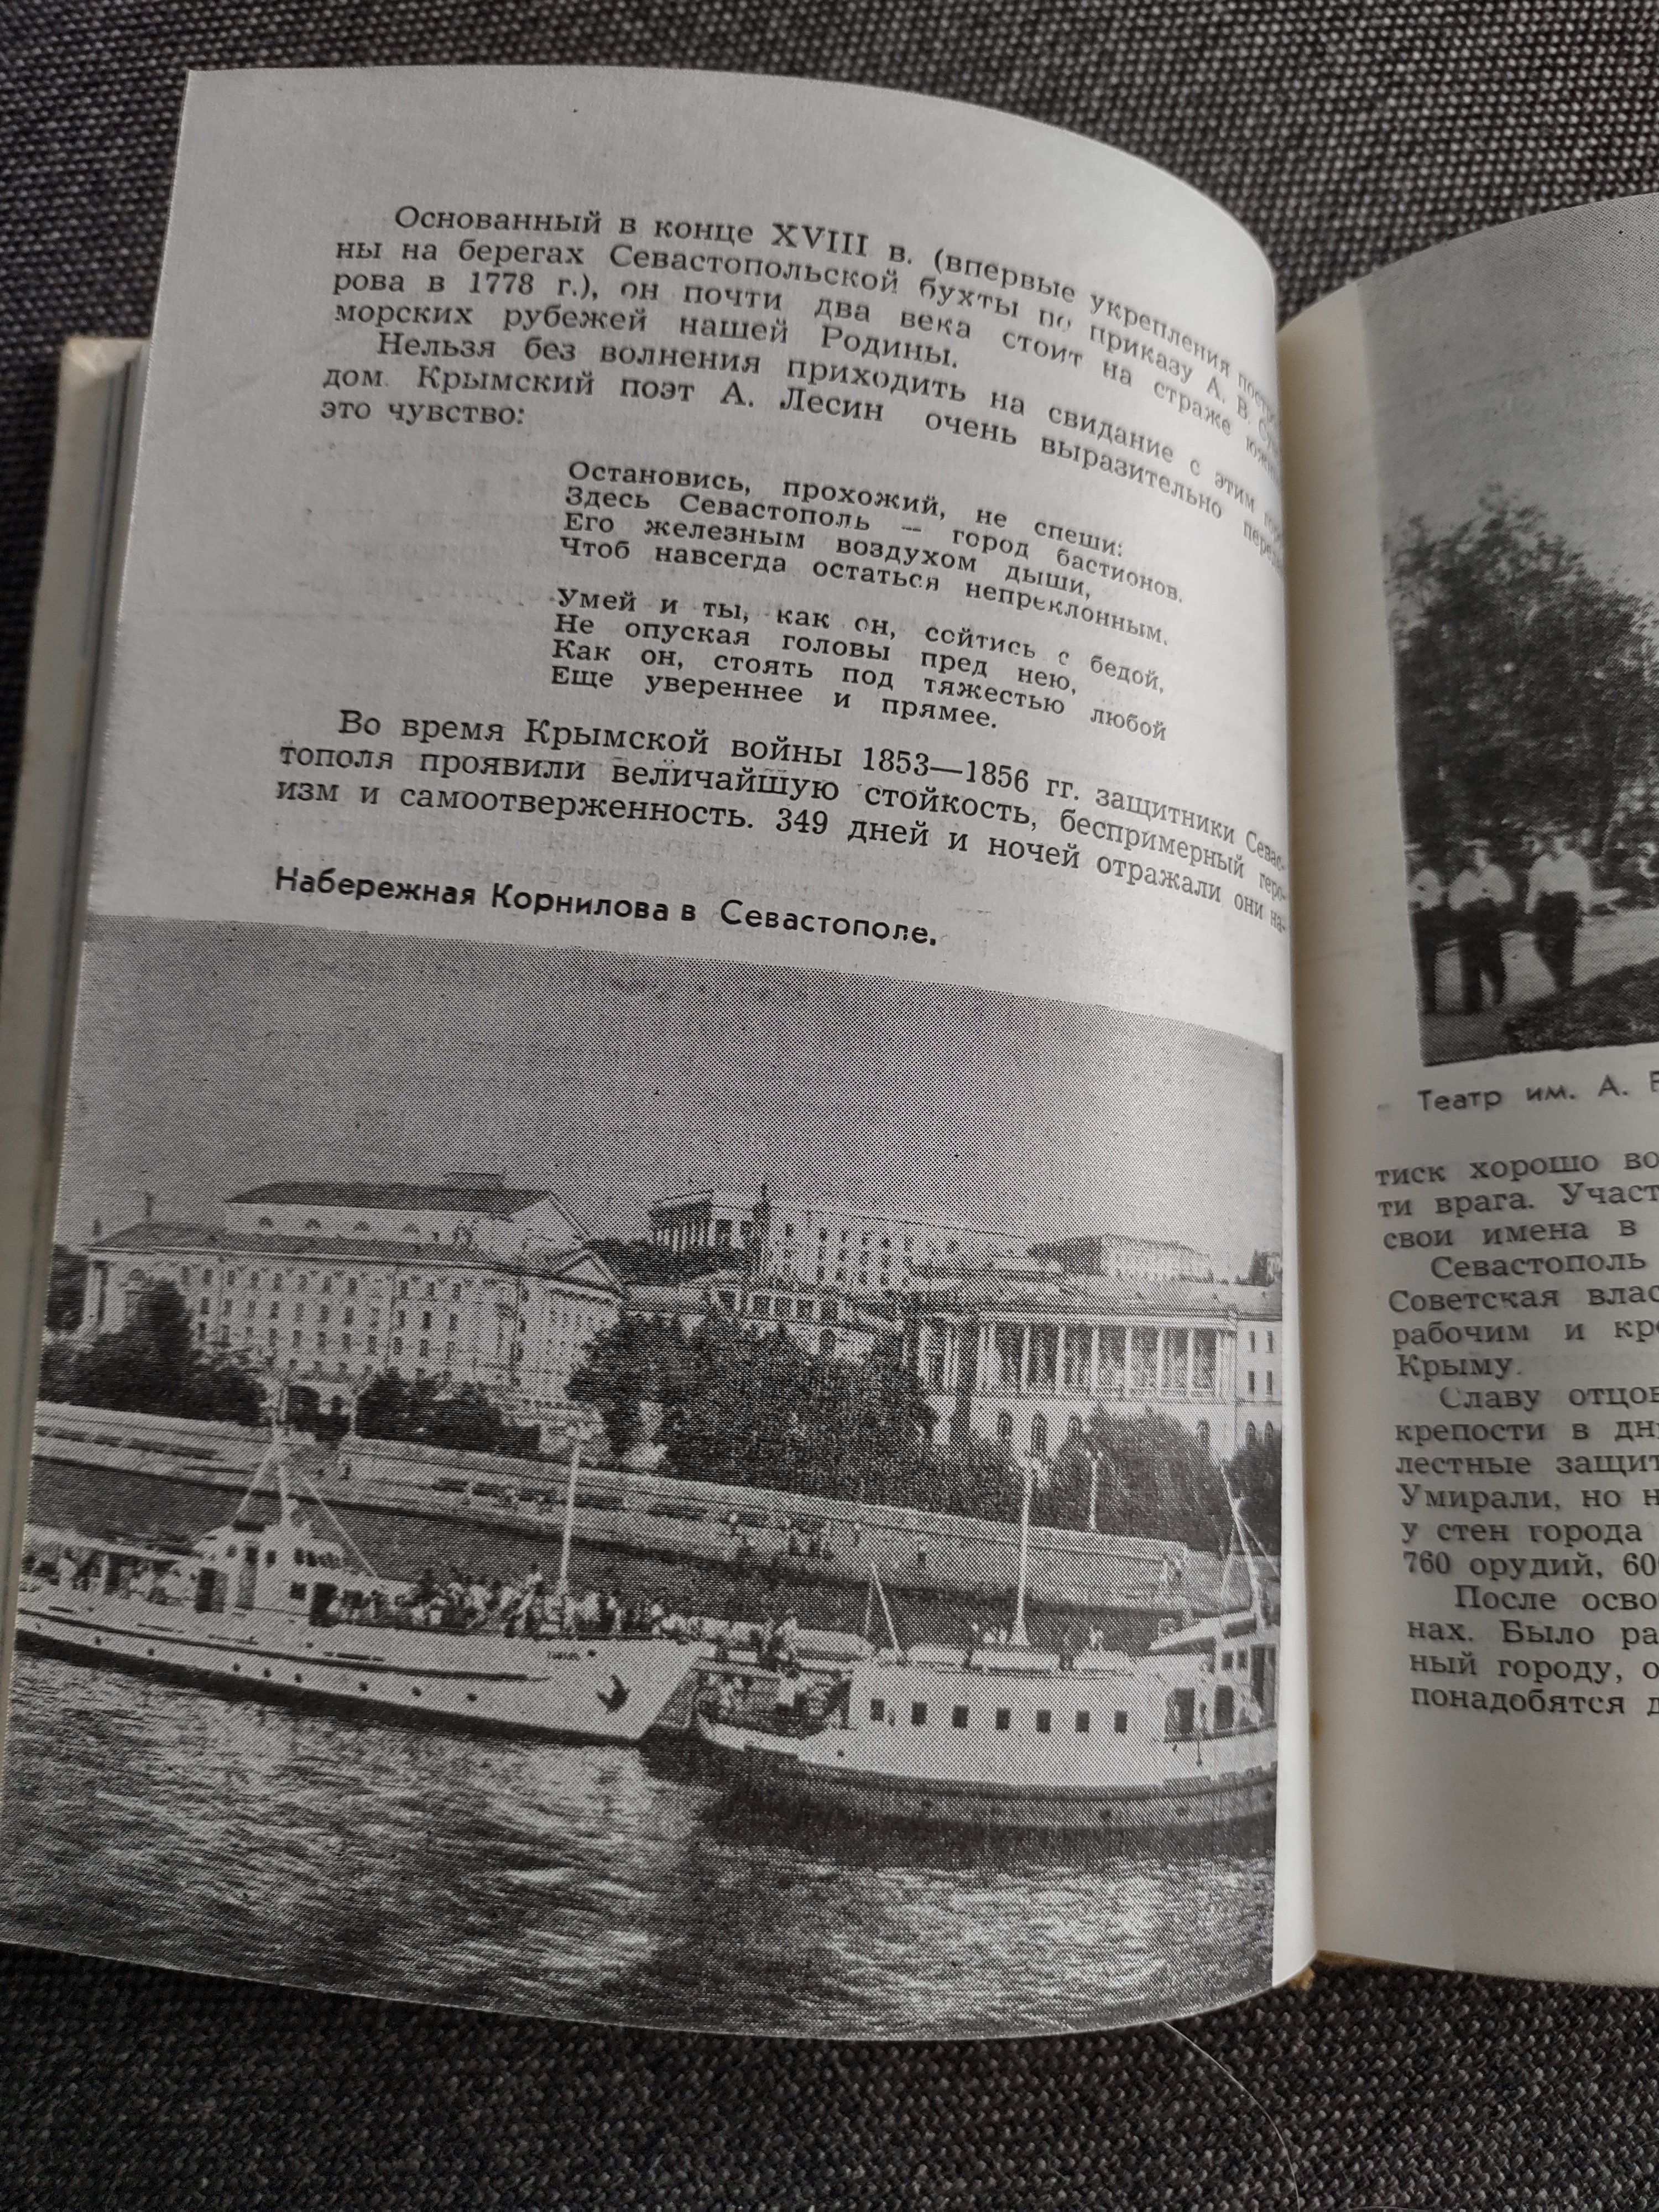 Основанный в конце XVIII в. (впервые укрепления
ны на берегах Севастопольской бухты по приказу А. В.
рова в 1778 г.), он почти два века стоит на страже
морских рубежей нашей Родины.
Нельзя без волнения приходить на свидание с этим
дом. Крымский поэт А. Лесин очень выразительно
это чувство:
Остановись, прохожий, не спеши:
Здесь Севастополь — город бастионов.
Его железным воздухом дыши,
Чтоб навсегда остаться непреклонным.
Умей и ты, как он, сойтись с бедой,
Не опуская головы пред нею,
Как он, стоять под тяжестью любой
Еще увереннее и прямее.
Во время Крымской войны 1853—1856 гг. защитники Севас-
тополя проявили величайшую стойкость, беспримерный геро-
изм и самоотверженность. 349 дней и ночей отражали они на-
Набережная Корнилова в Севастополе.
Театр им. А.
тиск хорошо во
ти врага. Участ
свои имена в
Севастополь
Советская влас
рабочим и кре
Крыму.
Славу отцов
крепости в дн
лестные защит
Умирали, но н
у стен города
760 орудий, 60
После осво
нах. Было ра
ный городу, о
понадобятся д